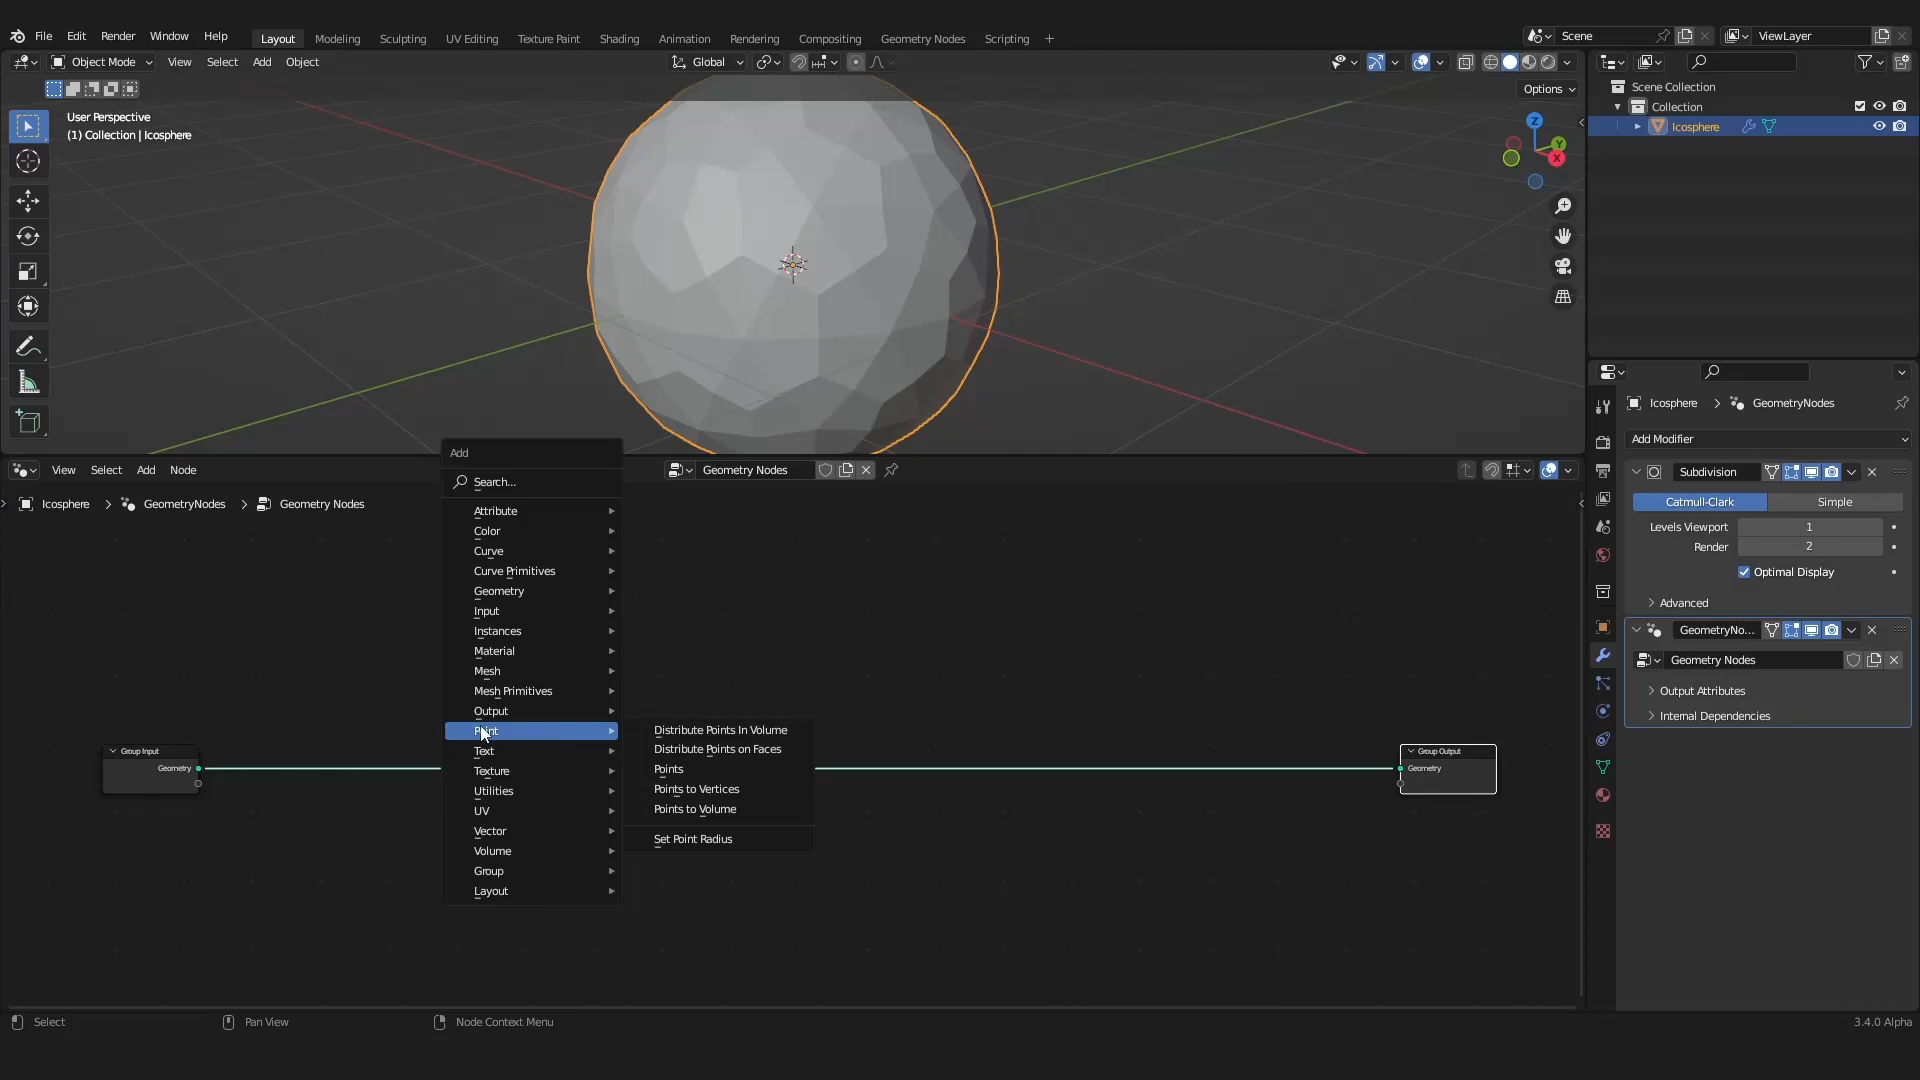 File Edit Render Window Help Layout Modeling Sculpting UV Editing Texture Paint Shading Animation Rendering Compositing Geometry Nodes Scripting + Scene ViewLayer
Object Mode View Select Add Object Global
Options
User Perspective
(1) Collection | Icosphere
Z
Y
X
Scene Collection
Collection
Icosphere
Icosphere > GeometryNodes
Add Modifier
Subdivision
Catmull-Clark Simple
Levels Viewport 1
Render 2
Optimal Display
Advanced
GeometryNo...
Geometry Nodes
Output Attributes
Internal Dependencies
View Select Add Node Geometry Nodes
Icosphere > GeometryNodes > Geometry Nodes
Add
Search...
Attribute
Color
Curve
Curve Primitives
Geometry
Input
Instances
Material
Mesh
Mesh Primitives
Output
Point
Text
Texture
Utilities
UV
Vector
Volume
Group
Layout
Distribute Points In Volume
Distribute Points on Faces
Points
Points to Vertices
Points to Volume
Set Point Radius
Group Input
Geometry
Group Output
Geometry
Select Pan View Node Context Menu 3.4.0 Alpha